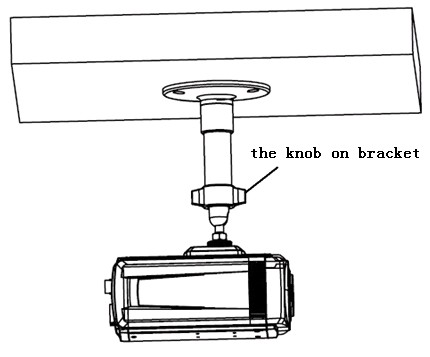 the knob on bracket